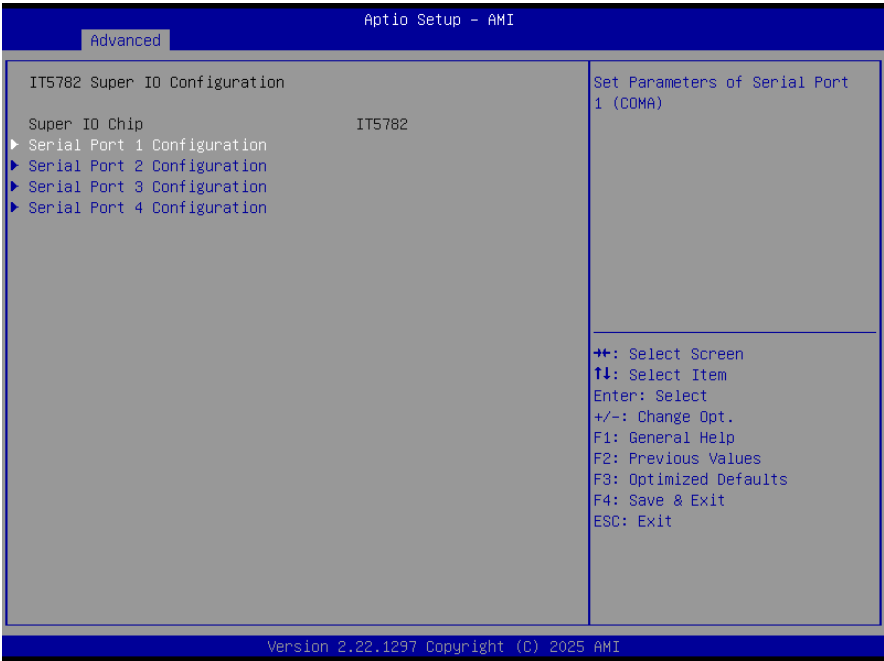 Aptio Setup - AMI
Advanced
IT5782 Super IO Configuration
Super IO Chip IT5782
Serial Port 1 Configuration
Serial Port 2 Configuration
Serial Port 3 Configuration
Serial Port 4 Configuration
Set Parameters of Serial Port
1 (COMA)
→←: Select Screen
↑↓: Select Item
Enter: Select
+/-: Change Opt.
F1: General Help
F2: Previous Values
F3: Optimized Defaults
F4: Save & Exit
ESC: Exit
Version 2.22.1297 Copyright (C) 2025 AMI